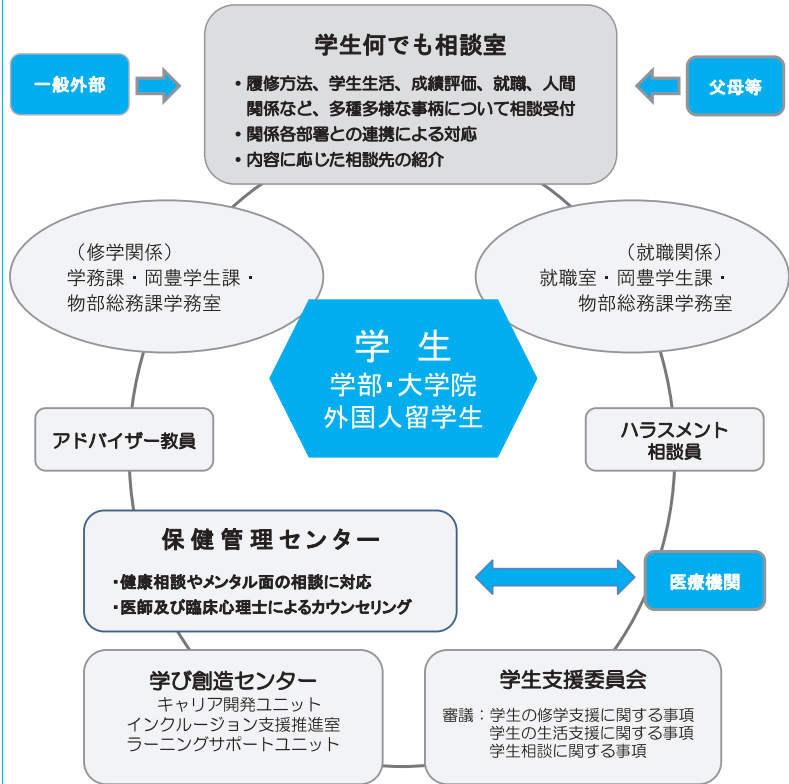 学生何でも相談室
一般外部
父母等
・履修方法、学生生活、成績評価、就職、人間
関係など、多種多様な事柄について相談受付
・関係各部署との連携による対応
・内容に応じた相談先の紹介
（修学関係）
学務課・岡豊学生課・
物部総務課学務室
（就職関係）
就職室・岡豊学生課・
物部総務課学務室
学 生
学部・大学院
外国人留学生
アドバイザー教員
ハラスメント
相談員
保健管理センター
・健康相談やメンタル面の相談に対応
・医師及び臨床心理士によるカウンセリング
医療機関
学び創造センター
キャリア開発ユニット
インクルージョン支援推進室
ラーニングサポートユニット
学生支援委員会
審議：学生の修学支援に関する事項
学生の生活支援に関する事項
学生相談に関する事項